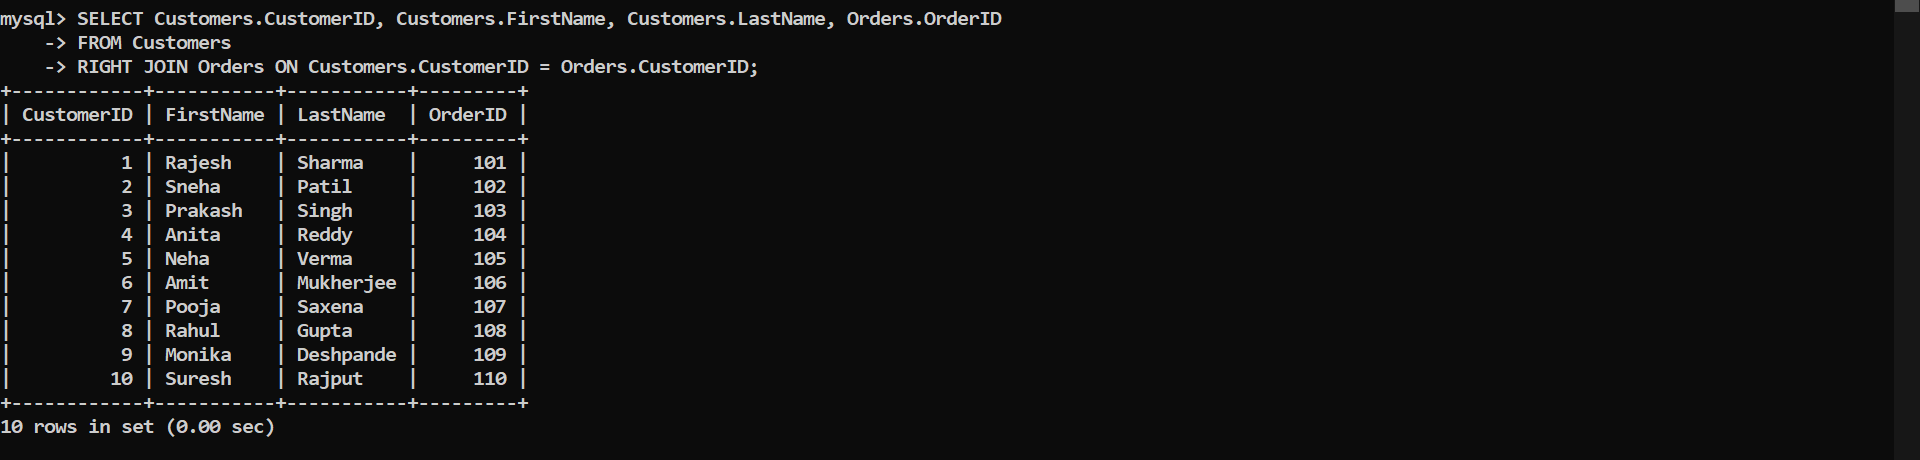 mysql> SELECT Customers.CustomerID, Customers.FirstName, Customers.LastName, Orders.OrderID
    -> FROM Customers
    -> RIGHT JOIN Orders ON Customers.CustomerID = Orders.CustomerID;
+------------+-----------+-----------+---------+
| CustomerID | FirstName | LastName  | OrderID |
+------------+-----------+-----------+---------+
|          1 | Rajesh    | Sharma    |     101 |
|          2 | Sneha     | Patil     |     102 |
|          3 | Prakash   | Singh     |     103 |
|          4 | Anita     | Reddy     |     104 |
|          5 | Neha      | Verma     |     105 |
|          6 | Amit      | Mukherjee |     106 |
|          7 | Pooja     | Saxena    |     107 |
|          8 | Rahul     | Gupta     |     108 |
|          9 | Monika    | Deshpande |     109 |
|         10 | Suresh    | Rajput    |     110 |
+------------+-----------+-----------+---------+
10 rows in set (0.00 sec)